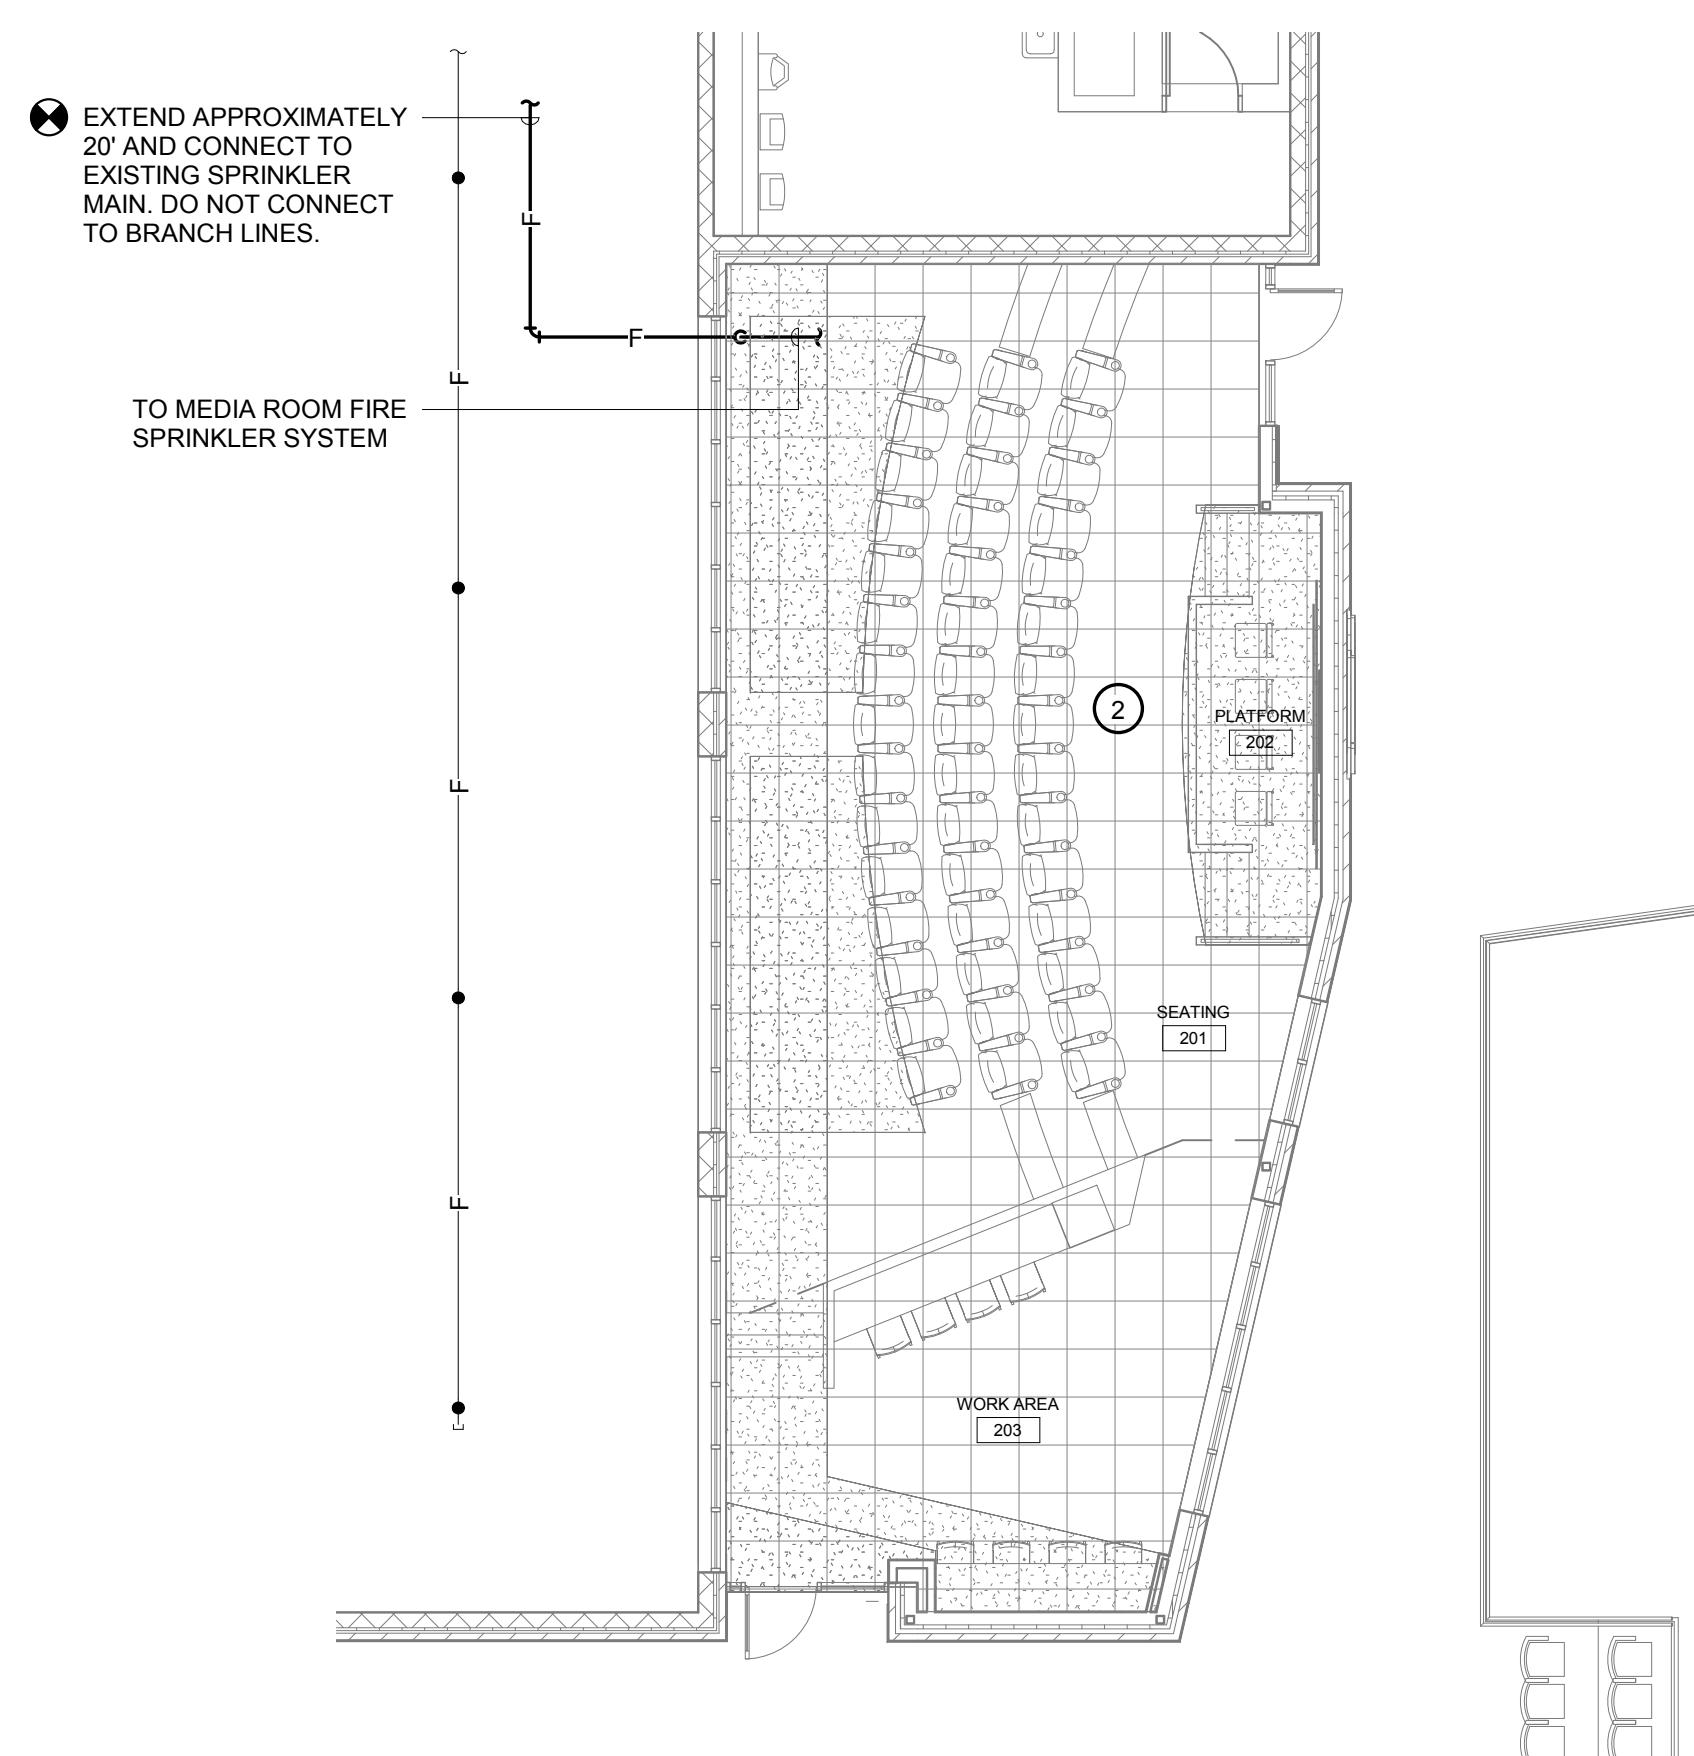 EXTEND APPROXIMATELY
20' AND CONNECT TO
EXISTING SPRINKLER
MAIN. DO NOT CONNECT
TO BRANCH LINES.
F
F
F
TO MEDIA ROOM FIRE
SPRINKLER SYSTEM
2
PLATFORM
202
F
SEATING
201
F
WORK AREA
203